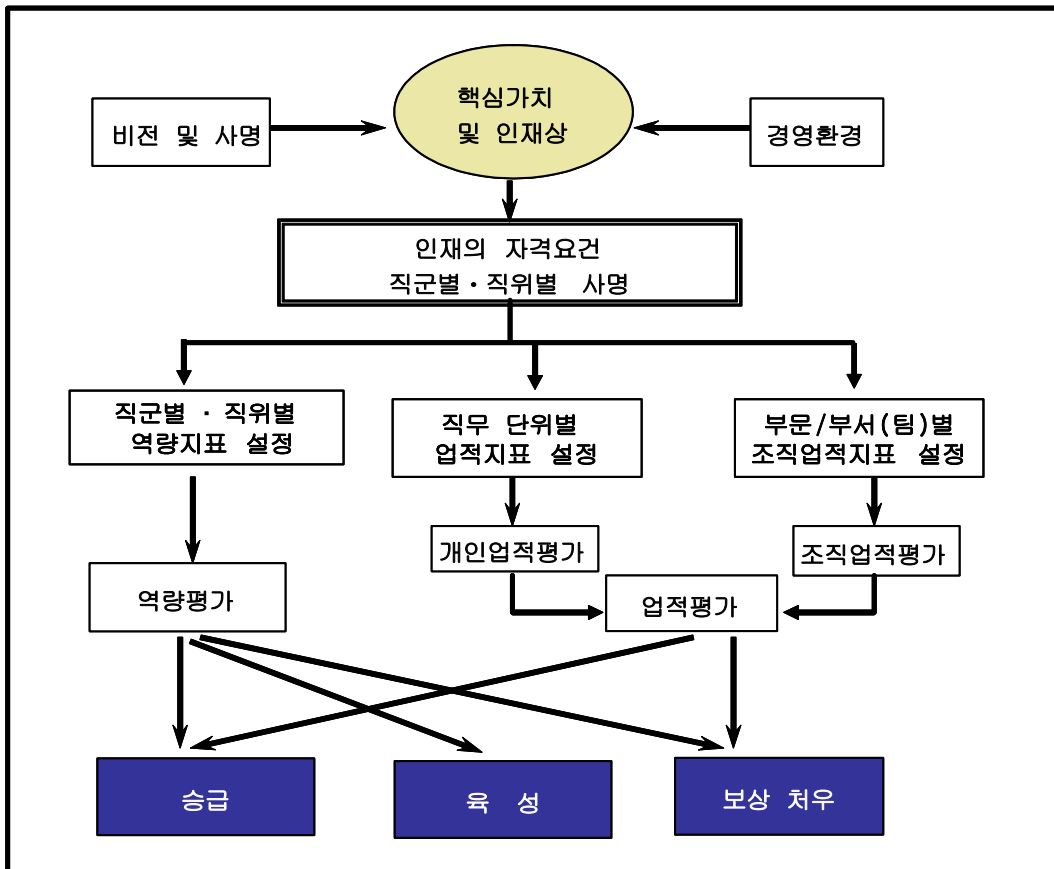 핵심가치
및 인재상
비전 및 사명
경영환경
인재의 자격요건
직군별·직위별 사명
직군별 · 직위별
역량지표 설정
직무 단위별
업적지표 설정
부문/부서(팀)별
조직업적지표 설정
개인업적평가
조직업적평가
역량평가
업적평가
승급
육 성
보상 처우